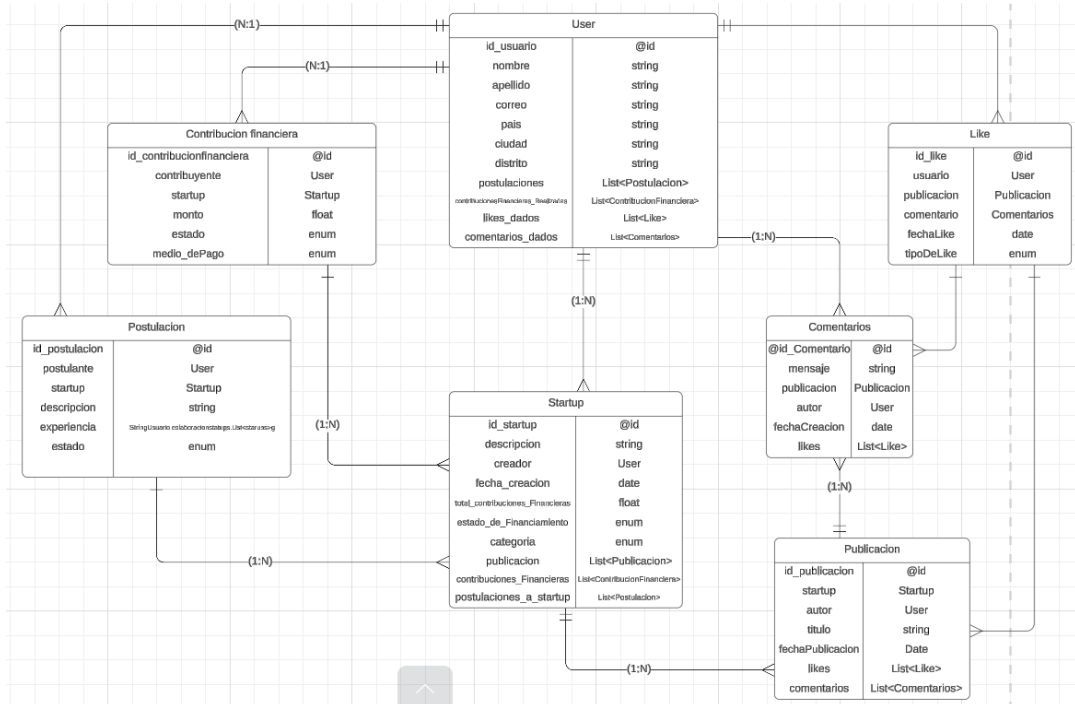 User
id_usuario @id
nombre string
apellido string
correo string
pais string
ciudad string
distrito string
postulaciones List<Postulacion>
contribucionesFinancieras_Realizadas List<ContribucionFinanciera>
likes_dados List<Like>
comentarios_dados List<Comentarios>
(N:1)
(N:1)
Contribucion financiera
id_contribucionfinanciera @id
contribuyente User
startup Startup
monto float
estado enum
medio_dePago enum
Like
id_like @id
usuario User
publicacion Publicacion
comentario Comentarios
fechaLike date
tipoDeLike enum
(1:N)
(1:N)
Postulacion
id_postulacion @id
postulante User
startup Startup
descripcion string
experiencia
estado enum
Comentarios
@id_Comentario @id
mensaje string
publicacion Publicacion
autor User
fechaCreacion date
likes List<Like>
(1:N)
Startup
id_startup @id
descripcion string
creador User
fecha_creacion date
total_contribuciones_Financieras float
estado_de_Financiamiento enum
categoria enum
publicacion List<Publicacion>
contribuciones_Financieras List<ContribucionFinanciera>
postulaciones_a_startup List<Postulacion>
(1:N)
(1:N)
Publicacion
id_publicacion @id
startup Startup
autor User
titulo string
fechaPublicacion Date
likes List<Like>
comentarios List<Comentarios>
(1:N)